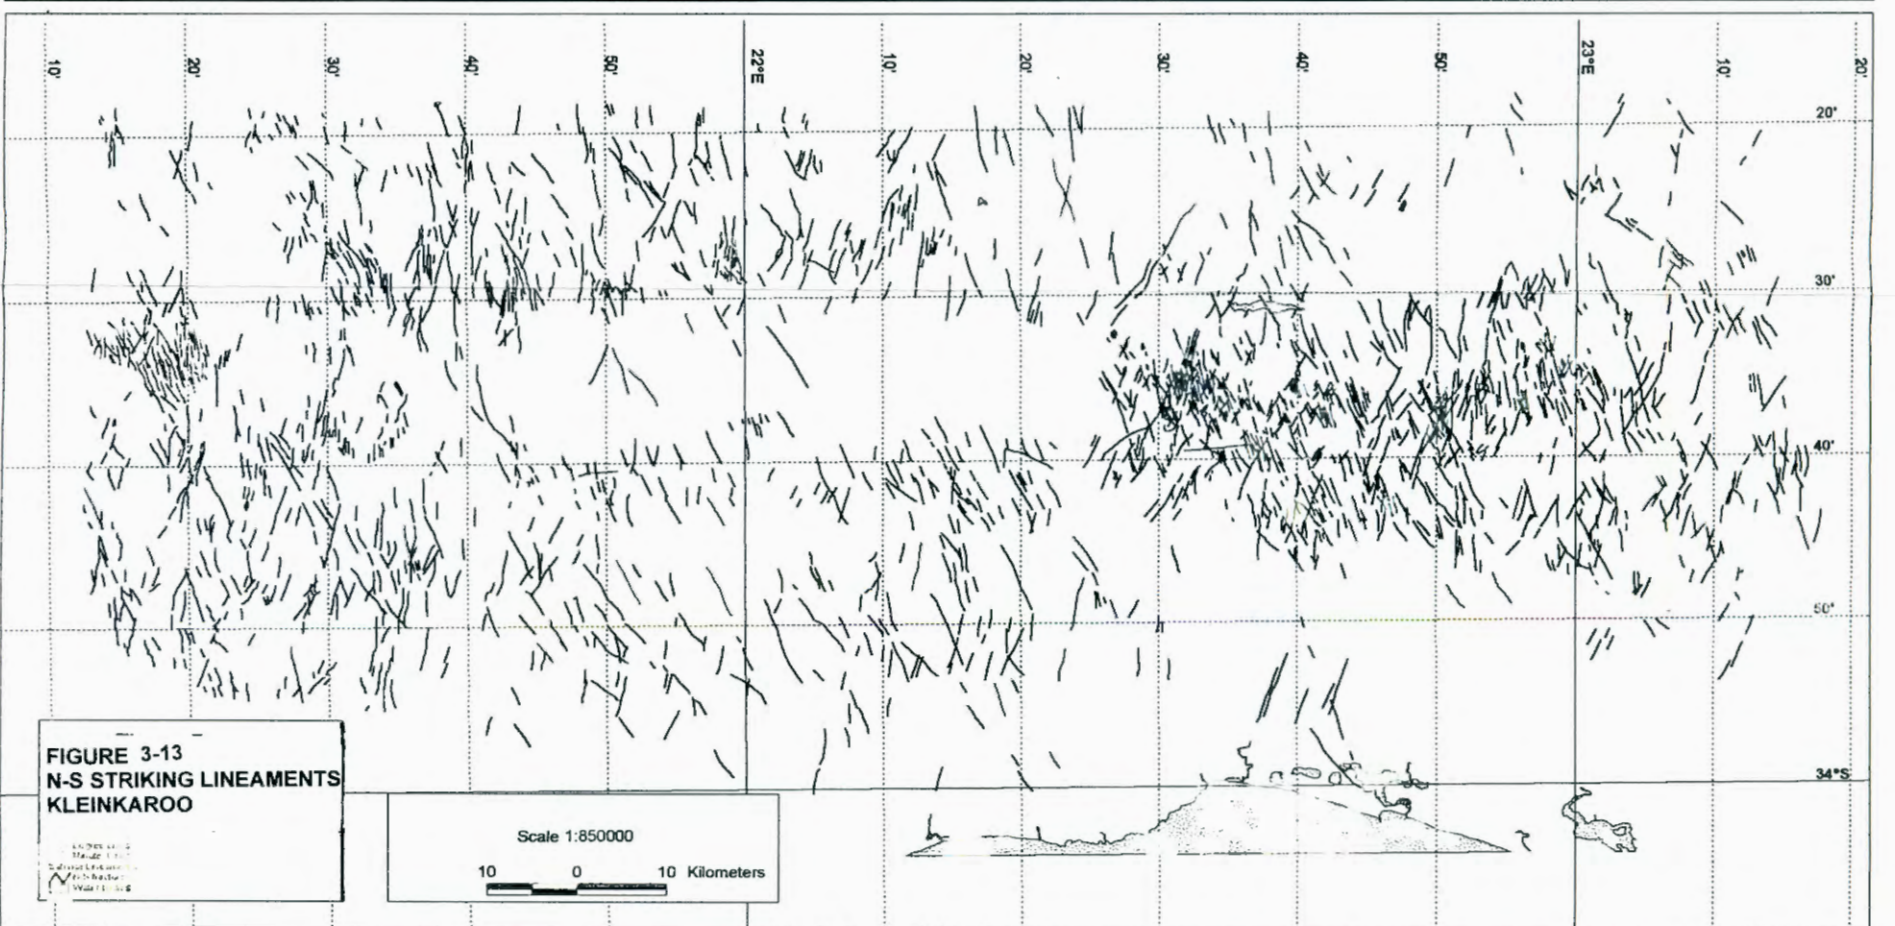 10'
20'
30'
40'
50'
22°E
10'
20'
30'
40'
50'
23°E
10'
20'
20'
30'
40'
50'
34°S
FIGURE 3-13
N-S STRIKING LINEAMENTS
KLEINKAROO
Scale 1:850000
10 0 10 Kilometers